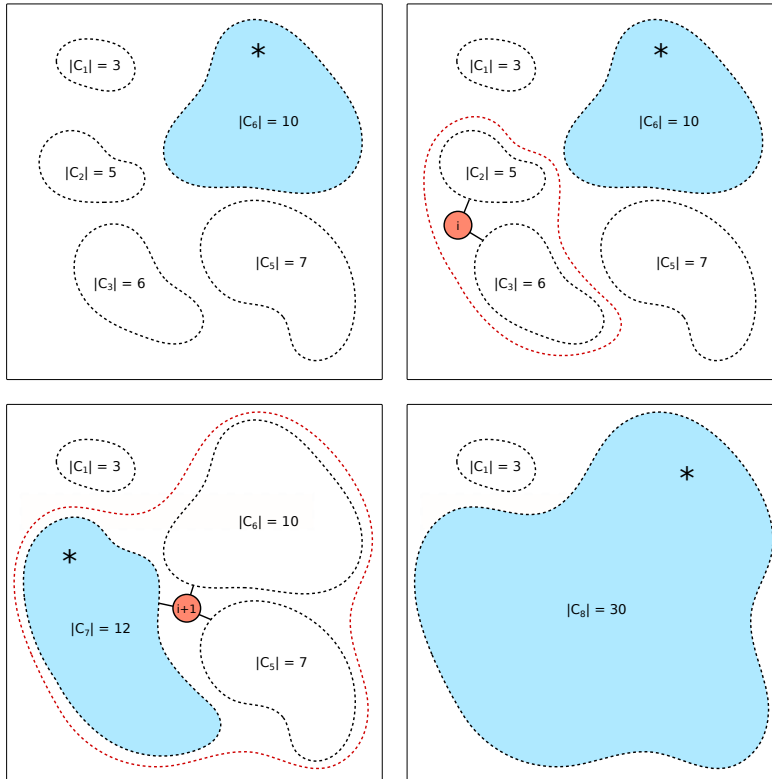 *
|C₁| = 3
|C₆| = 10
|C₂| = 5
|C₅| = 7
|C₃| = 6
*
|C₁| = 3
|C₆| = 10
|C₂| = 5
i
|C₅| = 7
|C₃| = 6
|C₁| = 3
|C₆| = 10
*
i+1
|C₇| = 12
|C₅| = 7
|C₁| = 3
*
|C₈| = 30